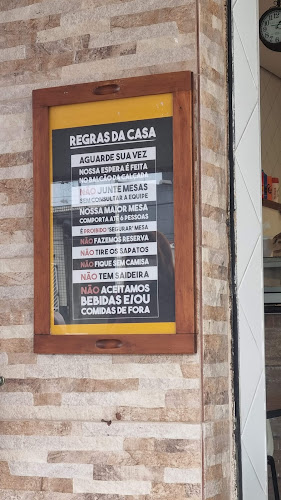 REGRAS DA CASA
AGUARDE SUA VEZ
NOSSA ESPERA É FEITA
NO BALCÃO DA CALÇADA
NÃO JUNTE MESAS
SEM CONSULTAR A EQUIPE
NOSSA MAIOR MESA
COMPORTA ATÉ 6 PESSOAS
É PROIBIDO 'SEGURAR' MESA
NÃO FAZEMOS RESERVA
NÃO TIRE OS SAPATOS
NÃO FIQUE SEM CAMISA
NÃO TEM SAIDEIRA
NÃO ACEITAMOS
BEBIDAS E/OU
COMIDAS DE FORA